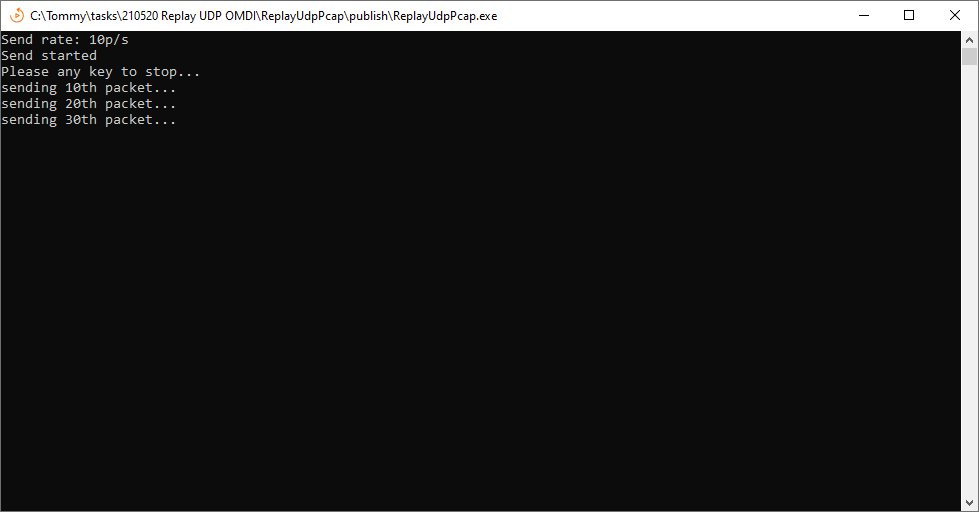 C:\Tommy\tasks\210520 Replay UDP OMDI\ReplayUdpPcap\publish\ReplayUdpPcap.exe
Send rate: 10p/s
Send started
Please any key to stop...
sending 10th packet...
sending 20th packet...
sending 30th packet...